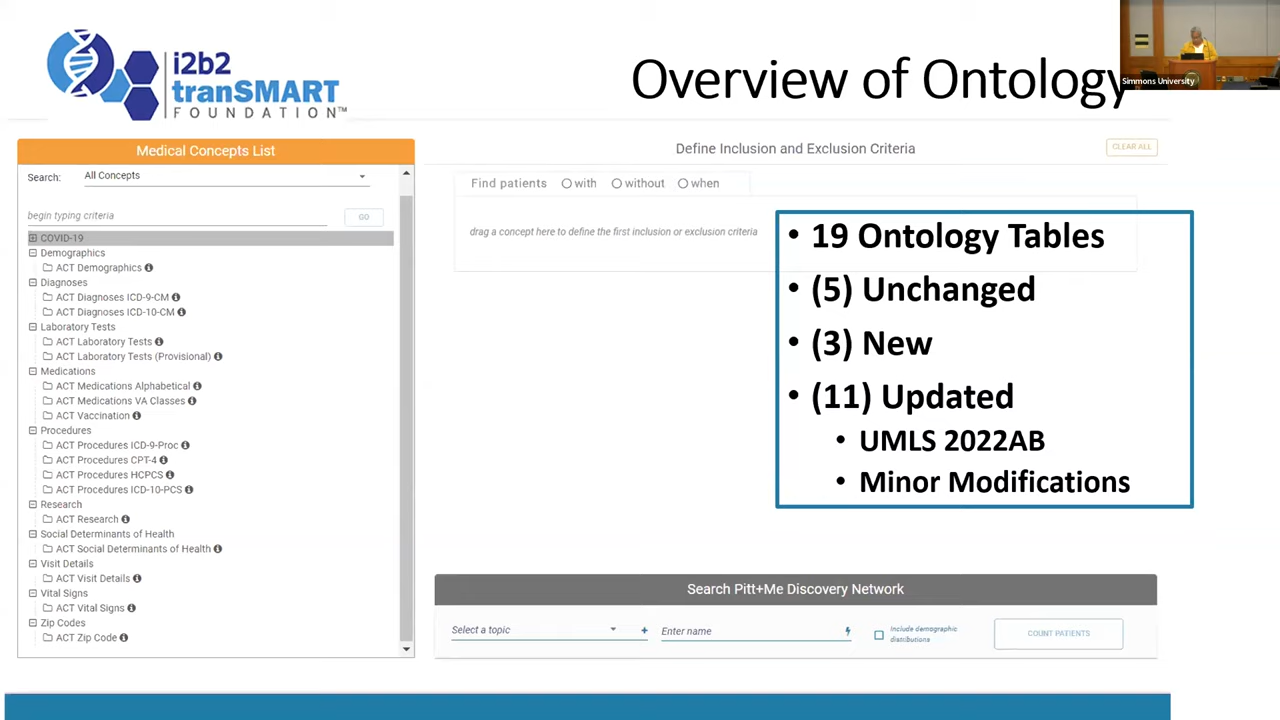 i2b2
tranSMART
FOUNDATION™
Overview of Ontology
Simmons University
Medical Concepts List
Search: All Concepts
begin typing criteria
GO
COVID-19
Demographics
ACT Demographics
Diagnoses
ACT Diagnoses ICD-9-CM
ACT Diagnoses ICD-10-CM
Laboratory Tests
ACT Laboratory Tests
ACT Laboratory Tests (Provisional)
Medications
ACT Medications Alphabetical
ACT Medications VA Classes
ACT Vaccination
Procedures
ACT Procedures ICD-9-Proc
ACT Procedures CPT-4
ACT Procedures HCPCS
ACT Procedures ICD-10-PCS
Research
ACT Research
Social Determinants of Health
ACT Social Determinants of Health
Visit Details
ACT Visit Details
Vital Signs
ACT Vital Signs
Zip Codes
ACT Zip Code
Define Inclusion and Exclusion Criteria
CLEAR ALL
Find patients with without when
drag a concept here to define the first inclusion or exclusion criteria
• 19 Ontology Tables
• (5) Unchanged
• (3) New
• (11) Updated
• UMLS 2022AB
• Minor Modifications
Search Pitt+Me Discovery Network
Select a topic
Enter name
include demographic
distributions
COUNT PATIENTS